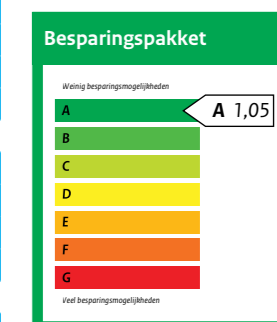 Besparingspakket
Weinig besparingsmogelijkheden
A
A 1,05
B
C
D
E
F
G
Veel besparingsmogelijkheden